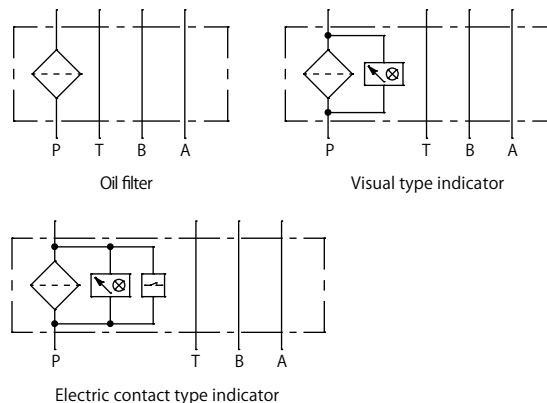 P T B A
P T B A
Oil filter
Visual type indicator
P T B A
Electric contact type indicator